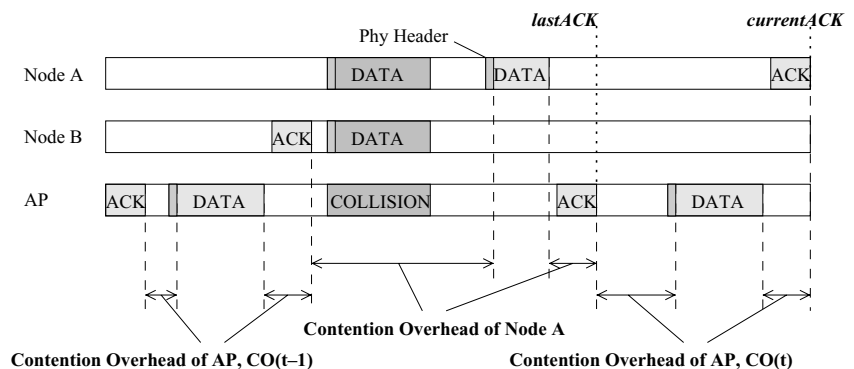 lastACK currentACK
Phy Header
Node A DATA DATA ACK
Node B ACK DATA
AP ACK DATA COLLISION ACK DATA
Contention Overhead of Node A
Contention Overhead of AP, CO(t–1) Contention Overhead of AP, CO(t)